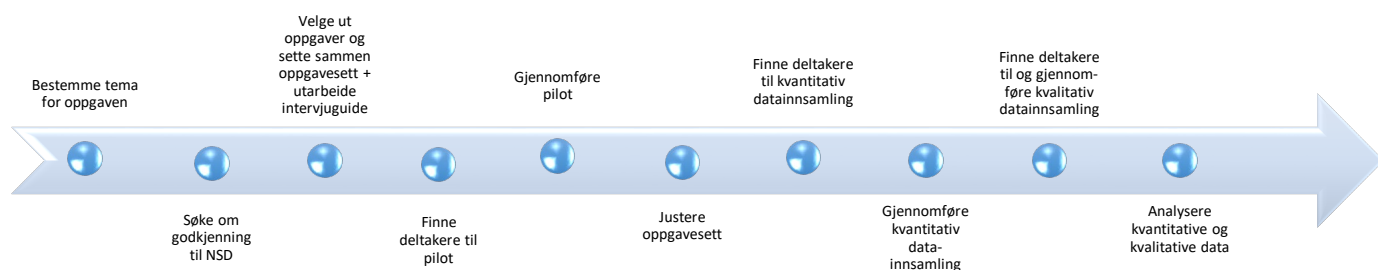 Bestemme tema
for oppgaven
Søke om
godkjenning
til NSD
Velge ut
oppgaver og
sette sammen
oppgavesett +
utarbeide
intervjuguide
Finne
deltakere til
pilot
Gjennomføre
pilot
Justere
oppgavesett
Finne deltakere
til kvantitativ
datainnsamling
Gjennomføre
kvantitativ
data-
innsamling
Finne deltakere
til og gjennom-
føre kvalitativ
datainnsamling
Analysere
kvantitative og
kvalitative data